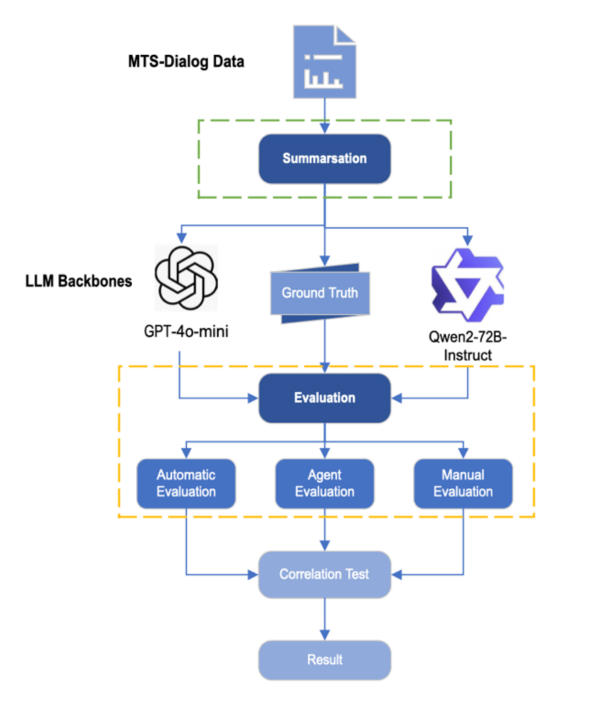 MTS-Dialog Data
Summarsation
LLM Backbones
GPT-4o-mini
Ground Truth
Qwen2-72B-
Instruct
Evaluation
Automatic
Evaluation
Agent
Evaluation
Manual
Evaluation
Correlation Test
Result